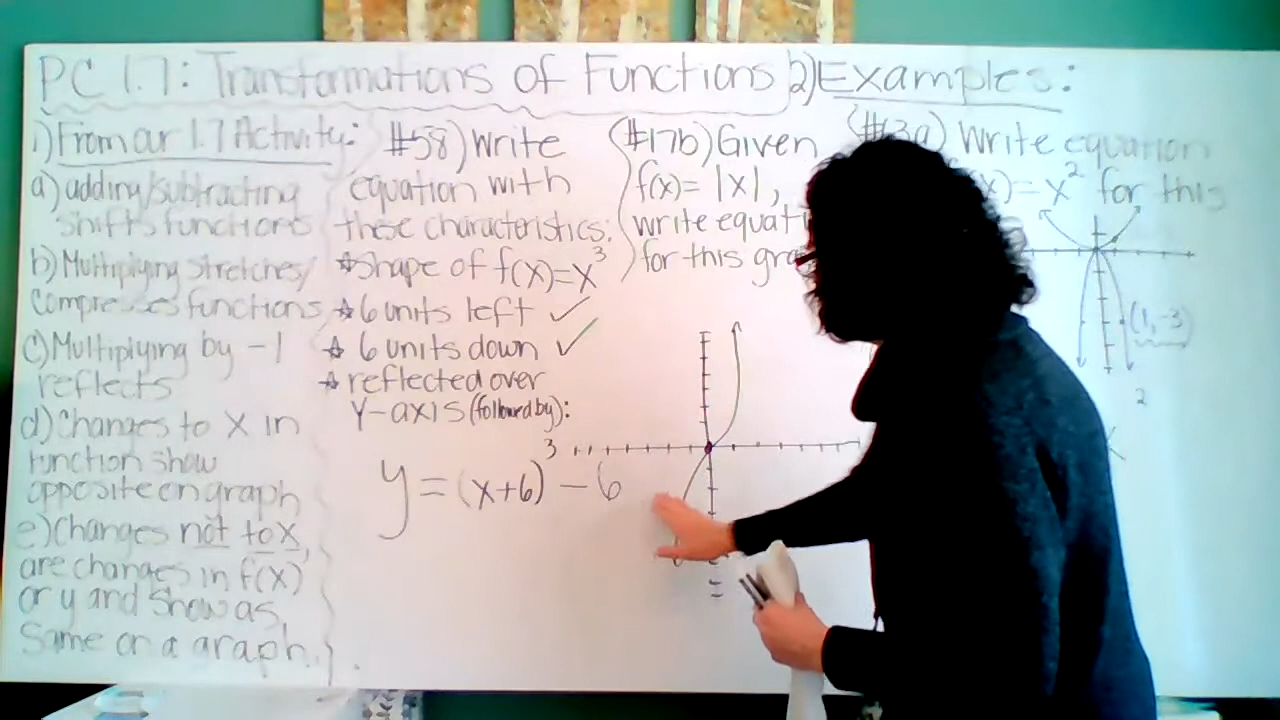 PC 1.7: Transformations of Functions
1) From our 1.7 Activity:
a) adding/subtracting
shifts functions
b) Multiplying stretches/
compresses functions
c) Multiplying by -1
reflects
d) Changes to x in
function show
opposite on graph
e) Changes not to x,
are changes in f(x)
or y and show as
same on a graph.
#58) Write
equation with
these characteristics:
☆ shape of f(x)=x³
☆ 6 units left ✓
☆ 6 units down ✓
☆ reflected over
y-axis (followed by):
y = (x+6)³ - 6
2) Examples:
(#17b) Given
f(x)= |x|,
write equati
for this gra
(#13a) Write equation
x)=x² for this
(1,-3)
2